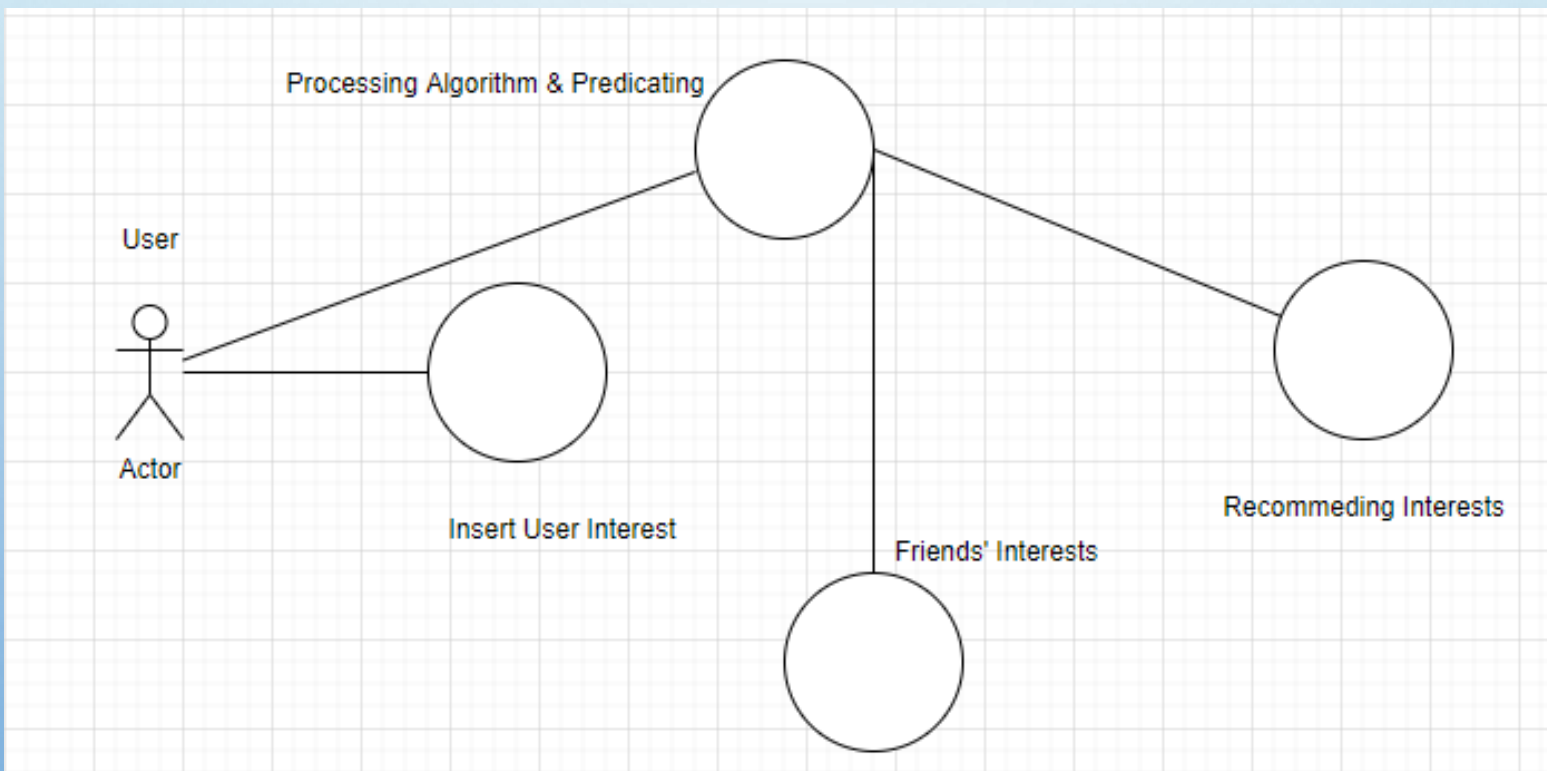 Processing Algorithm & Predicating
User
Actor
Insert User Interest
Friends' Interests
Recommeding Interests